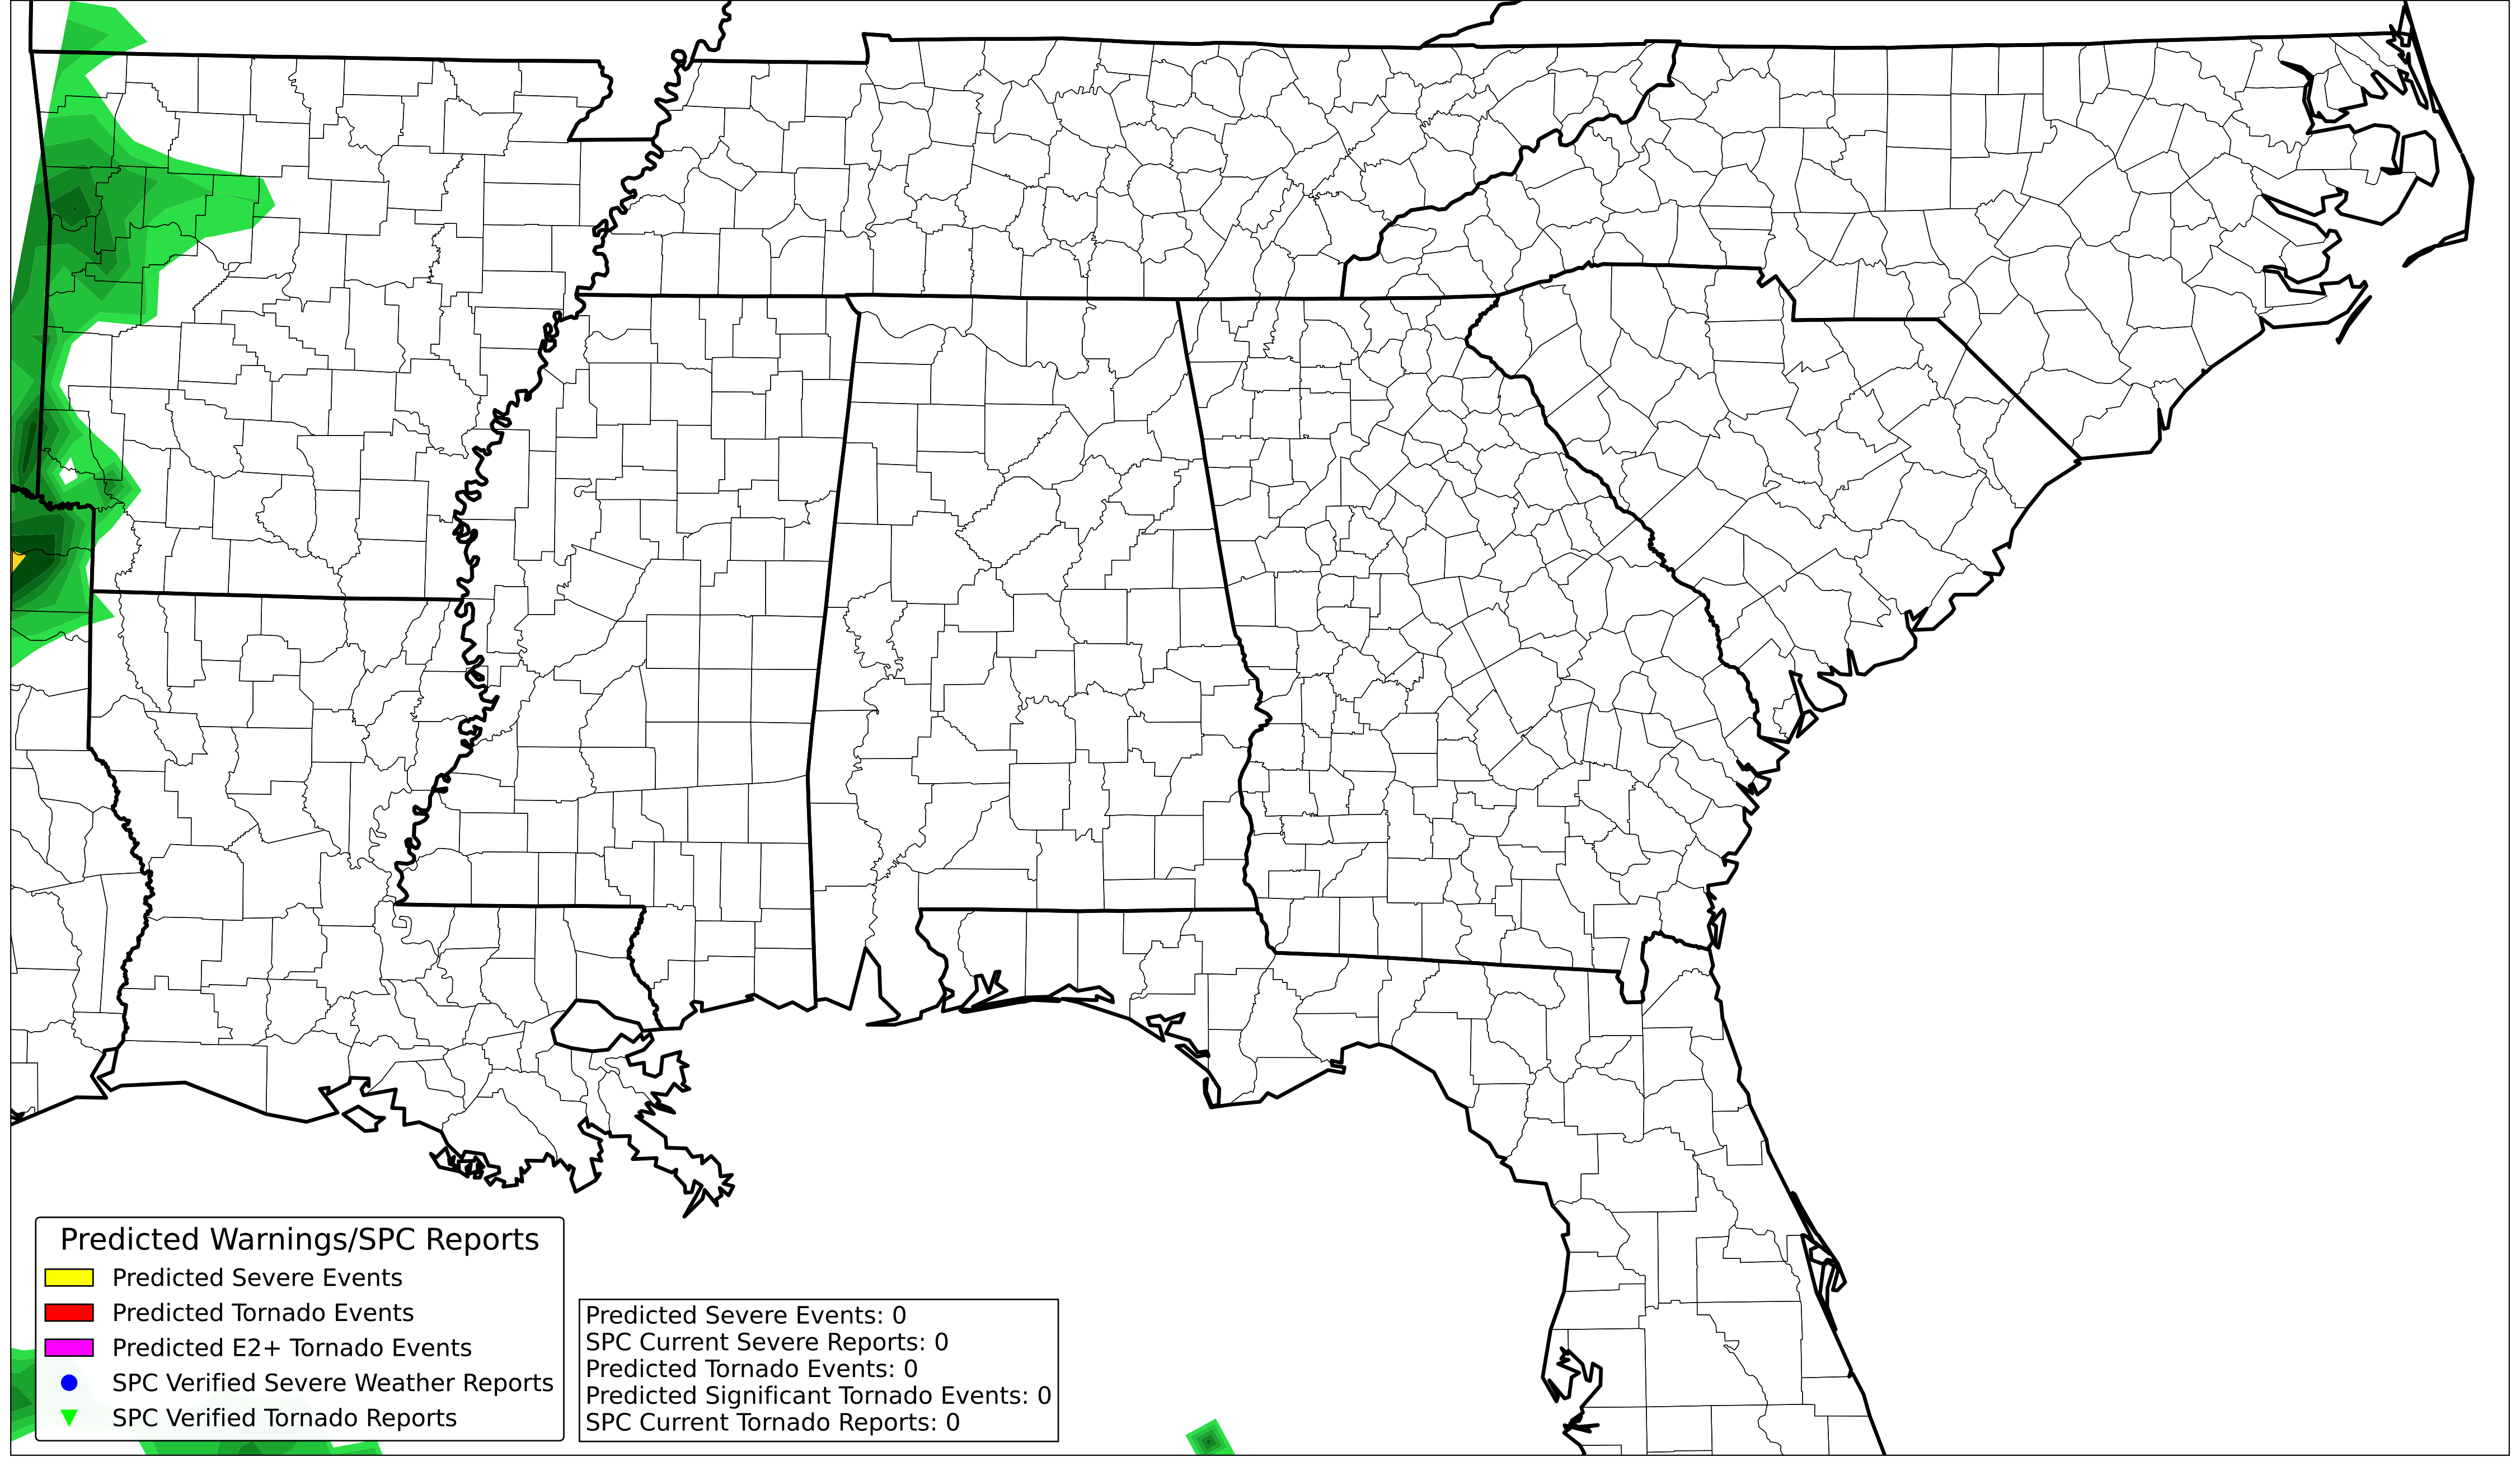 Predicted Warnings/SPC Reports
Predicted Severe Events
Predicted Tornado Events
Predicted E2+ Tornado Events
SPC Verified Severe Weather Reports
SPC Verified Tornado Reports
Predicted Severe Events: 0
SPC Current Severe Reports: 0
Predicted Tornado Events: 0
Predicted Significant Tornado Events: 0
SPC Current Tornado Reports: 0